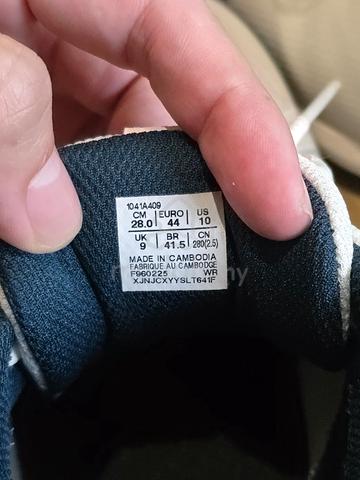 1041A409
CM EURO US
28.0 44 10
UK BR CN
9 41.5 280(2.5)
MADE IN CAMBODIA
FABRIQUE AU CAMBODGE
F960225 WR
XJNJCXYYSLT641F